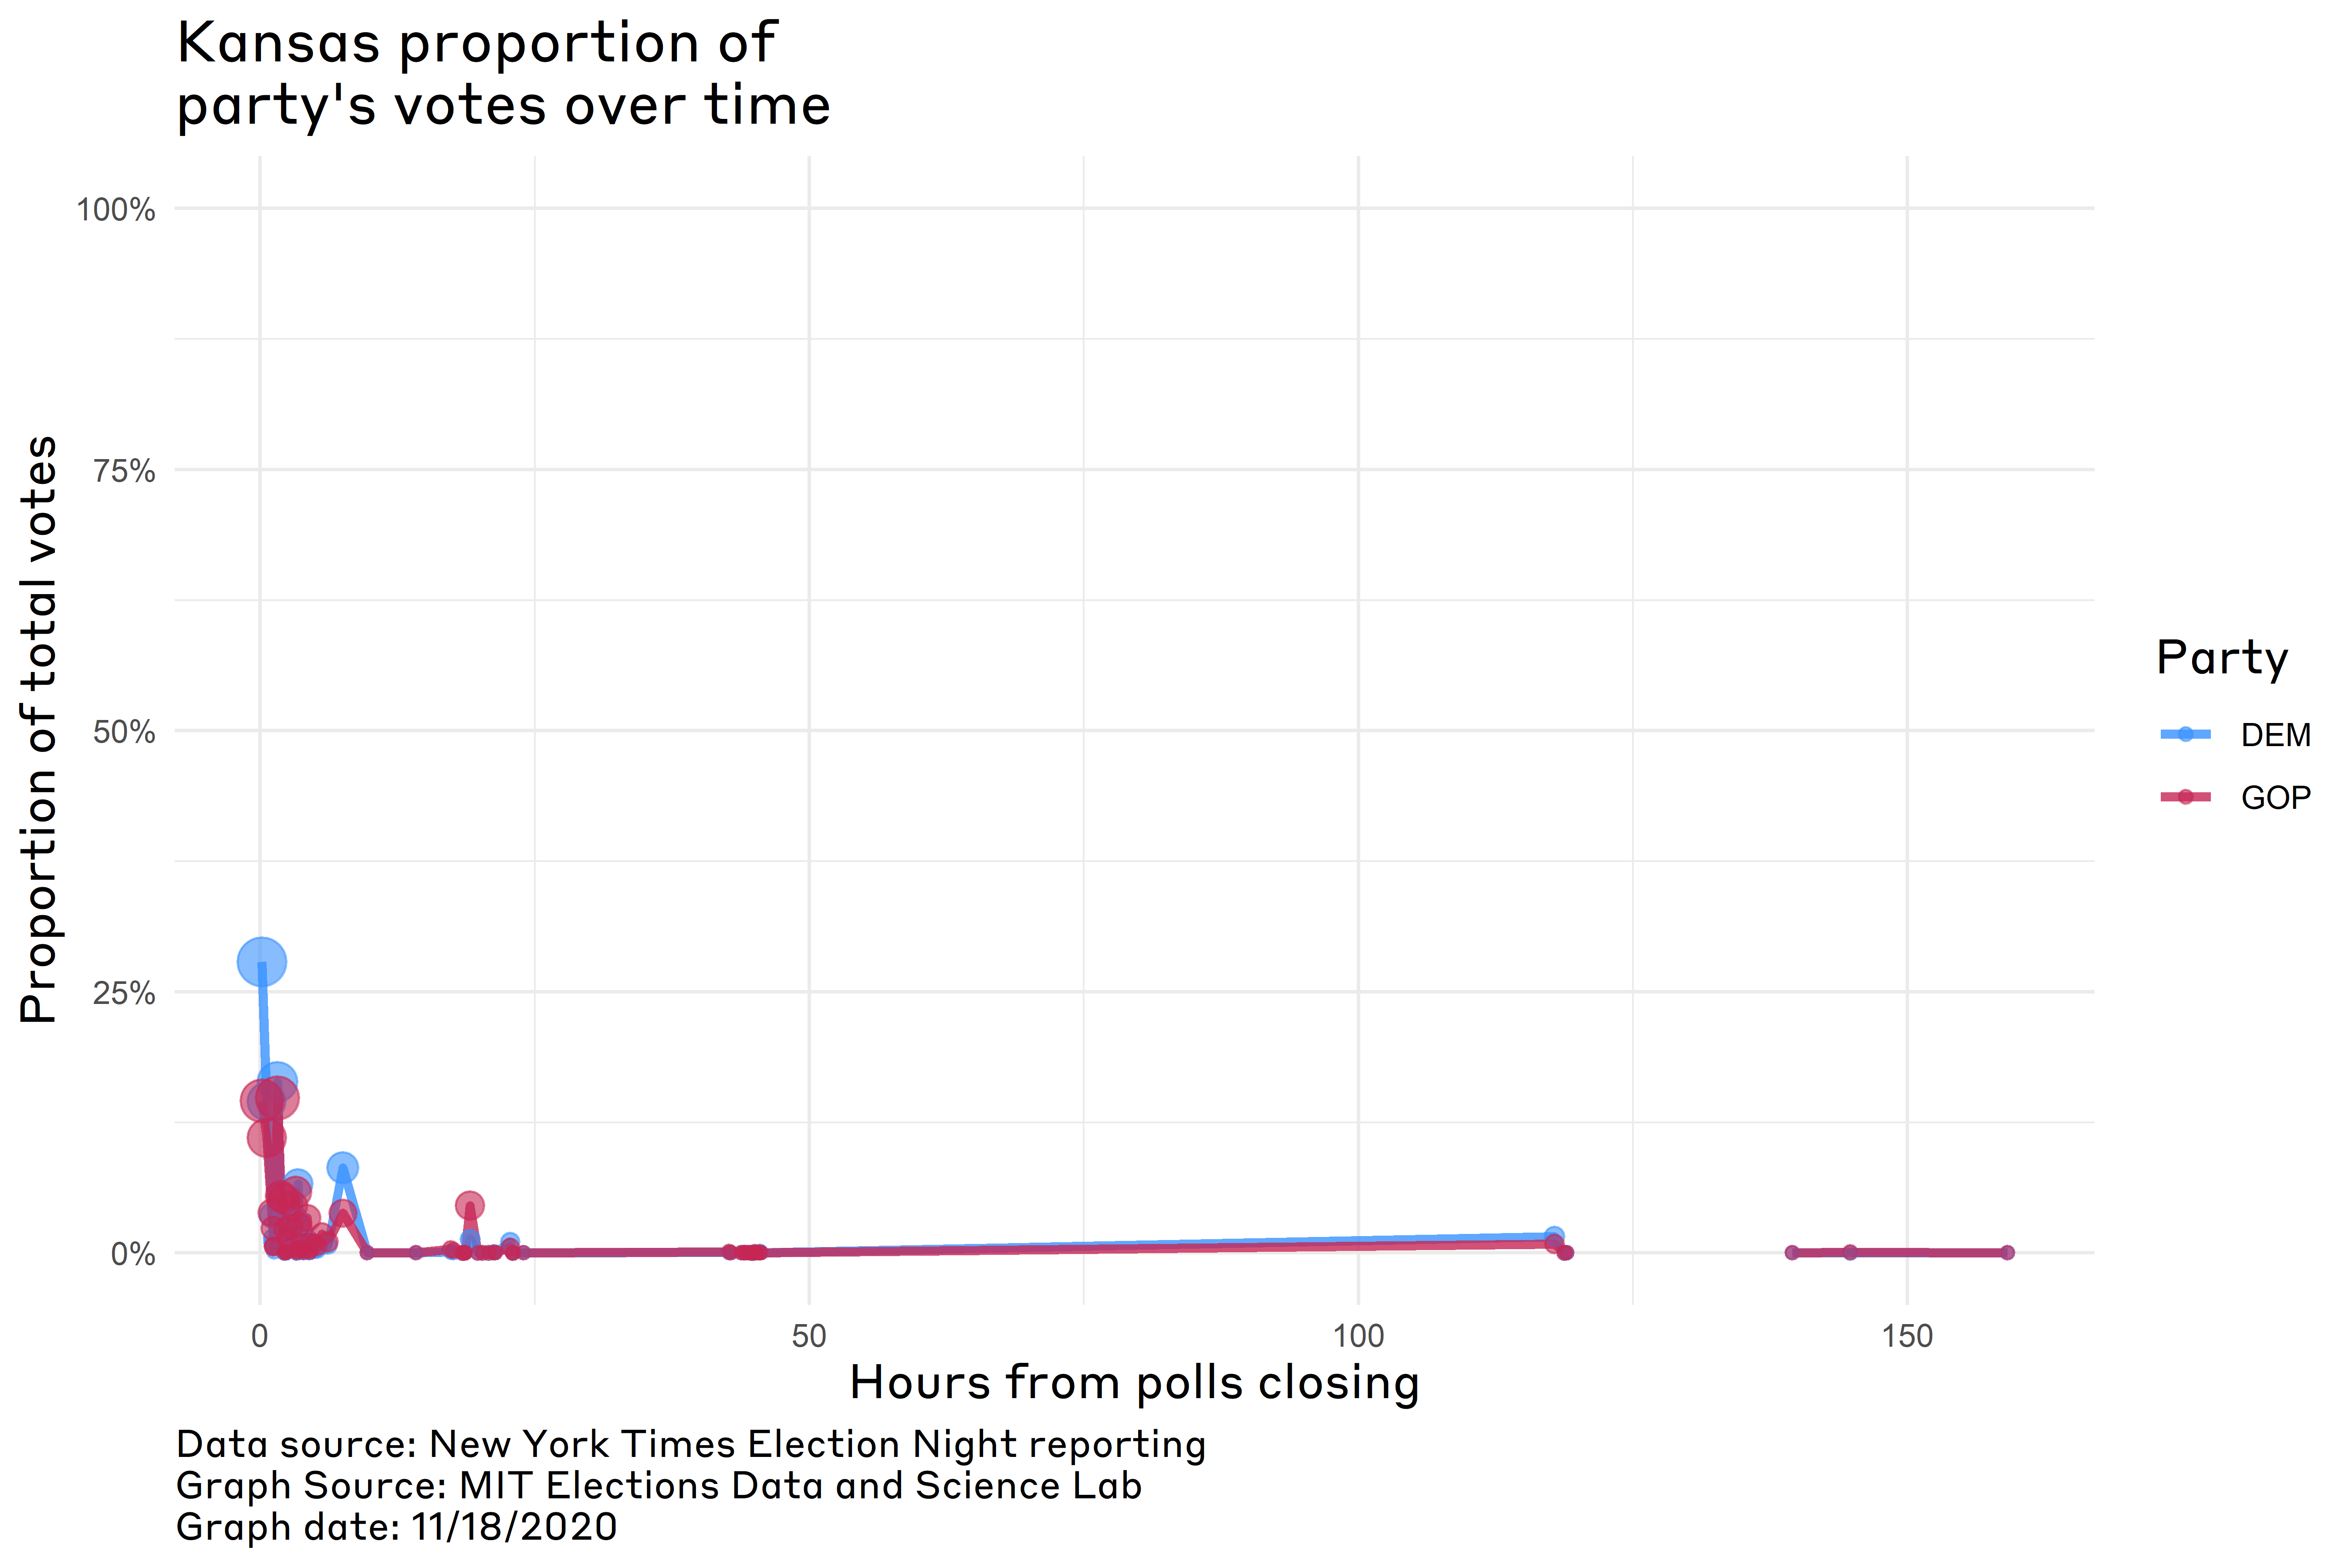 Kansas proportion of
party's votes over time
Proportion of total votes
100%
75%
50%
25%
0%
0
50
100
150
Hours from polls closing
Party
DEM
GOP
Data source: New York Times Election Night reporting
Graph Source: MIT Elections Data and Science Lab
Graph date: 11/18/2020